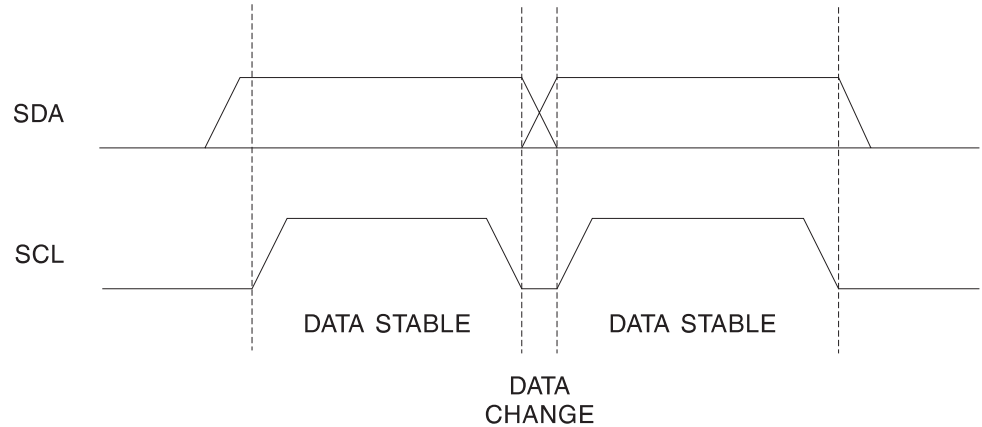 SDA
SCL
DATA STABLE
DATA STABLE
DATA
CHANGE